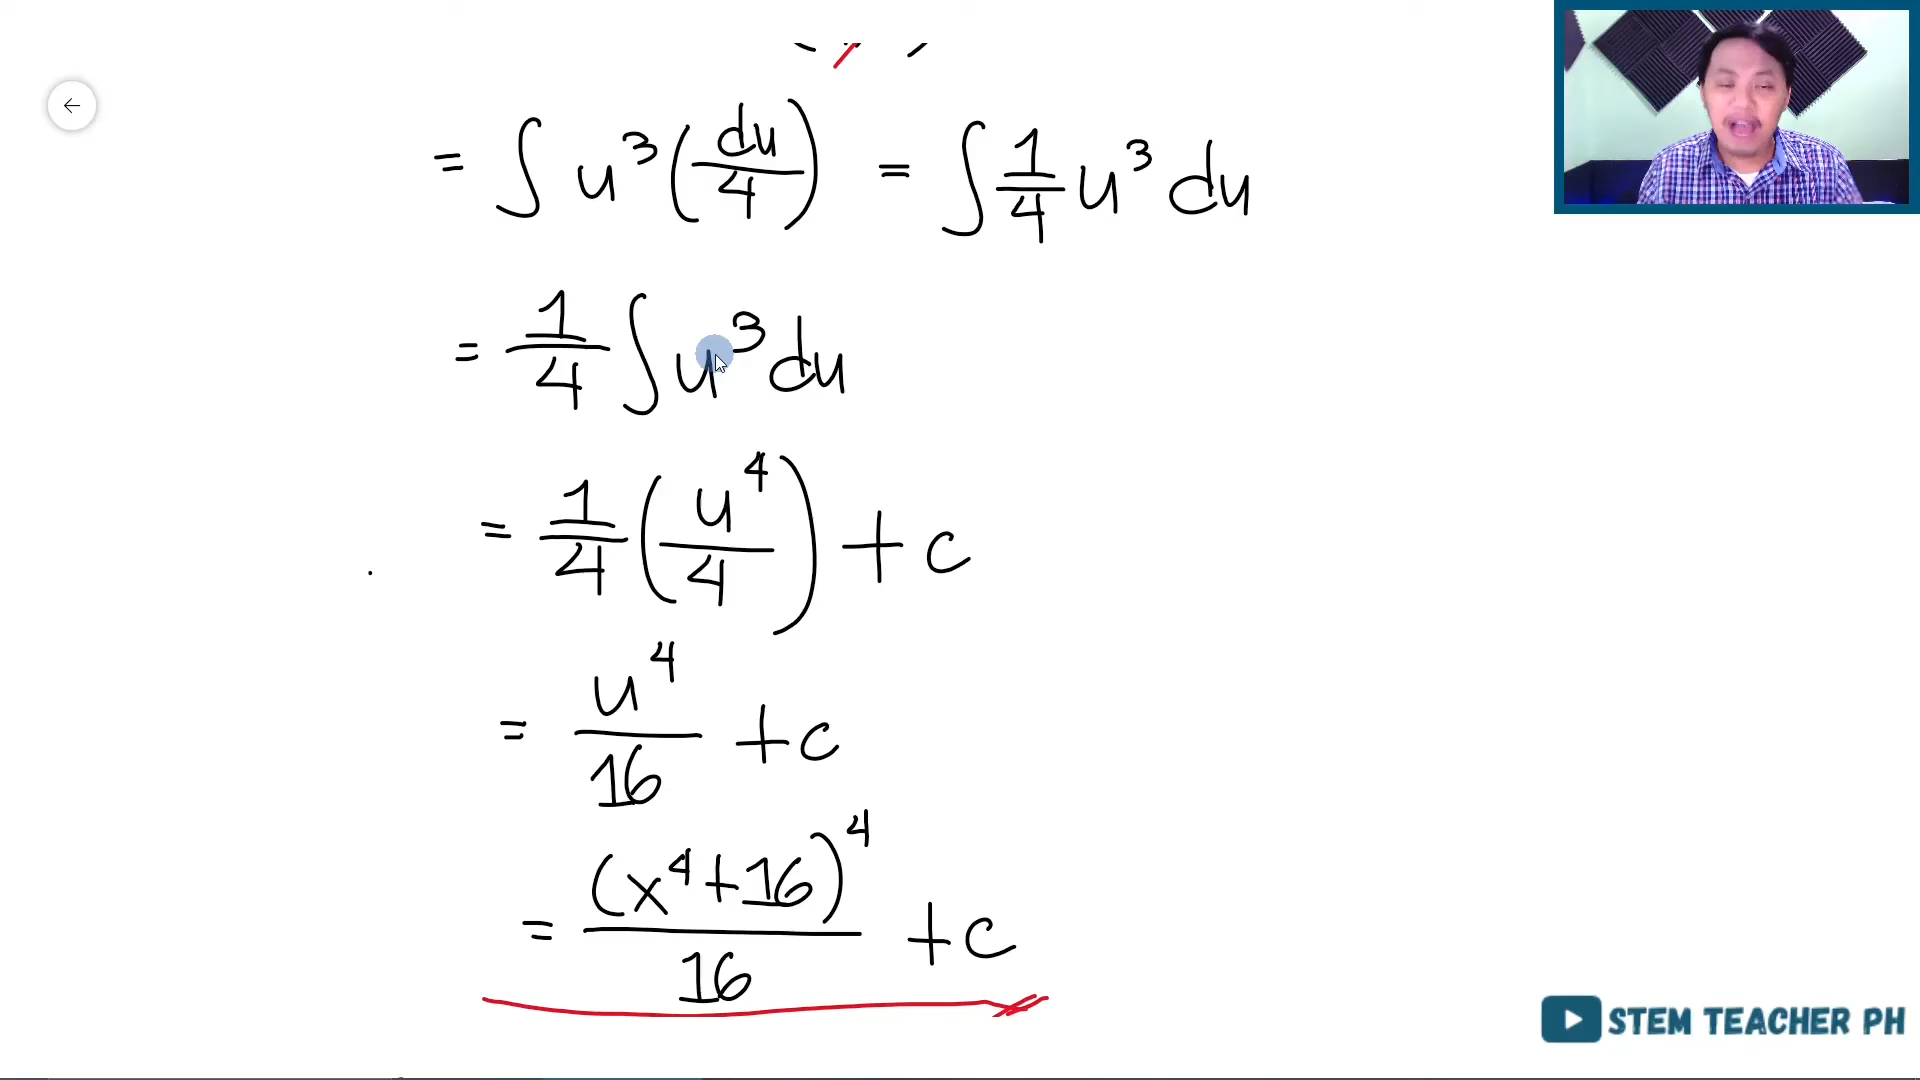 = ∫ u³ (du/4) = ∫ 1/4 u³ du
= 1/4 ∫ u³ du
= 1/4 (u⁴/4) + c
= u⁴/16 + c
= (x⁴+16)⁴/16 + c
STEM TEACHER PH